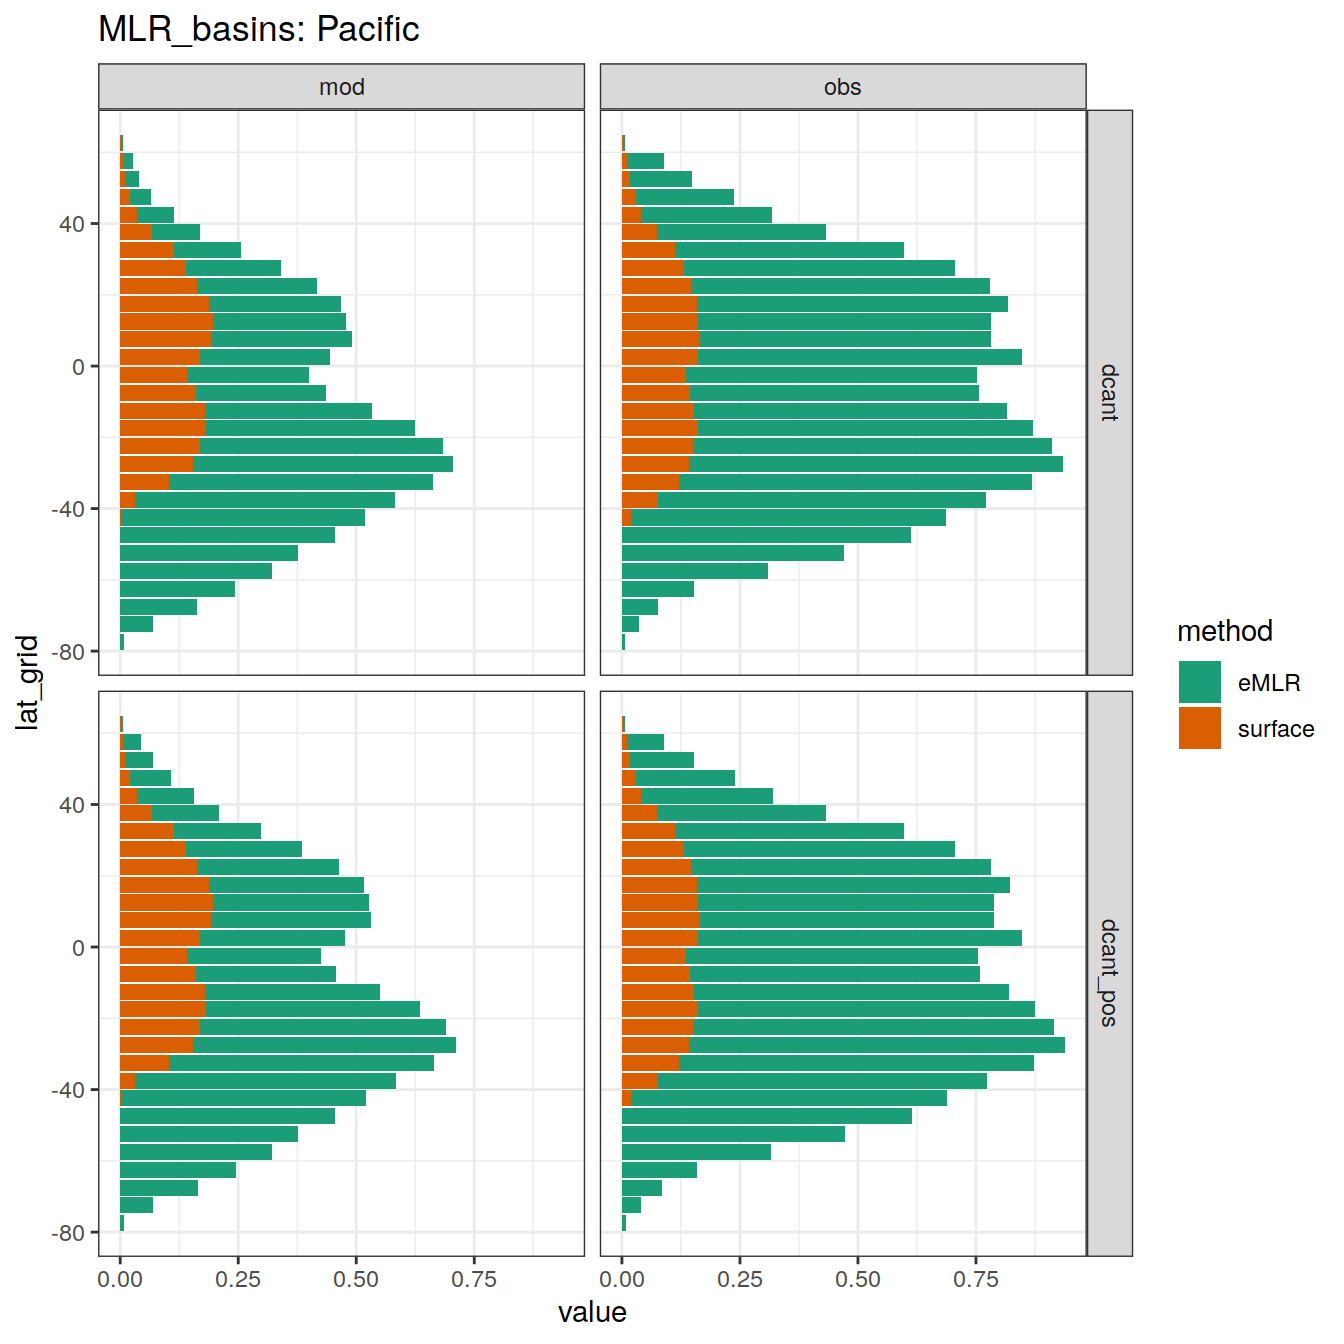 MLR_basins: Pacific
mod
obs
40
0
-40
-80
dcant
40
0
-40
-80
dcant_pos
lat_grid
0.00 0.25 0.50 0.75
0.00 0.25 0.50 0.75
value
method
eMLR
surface